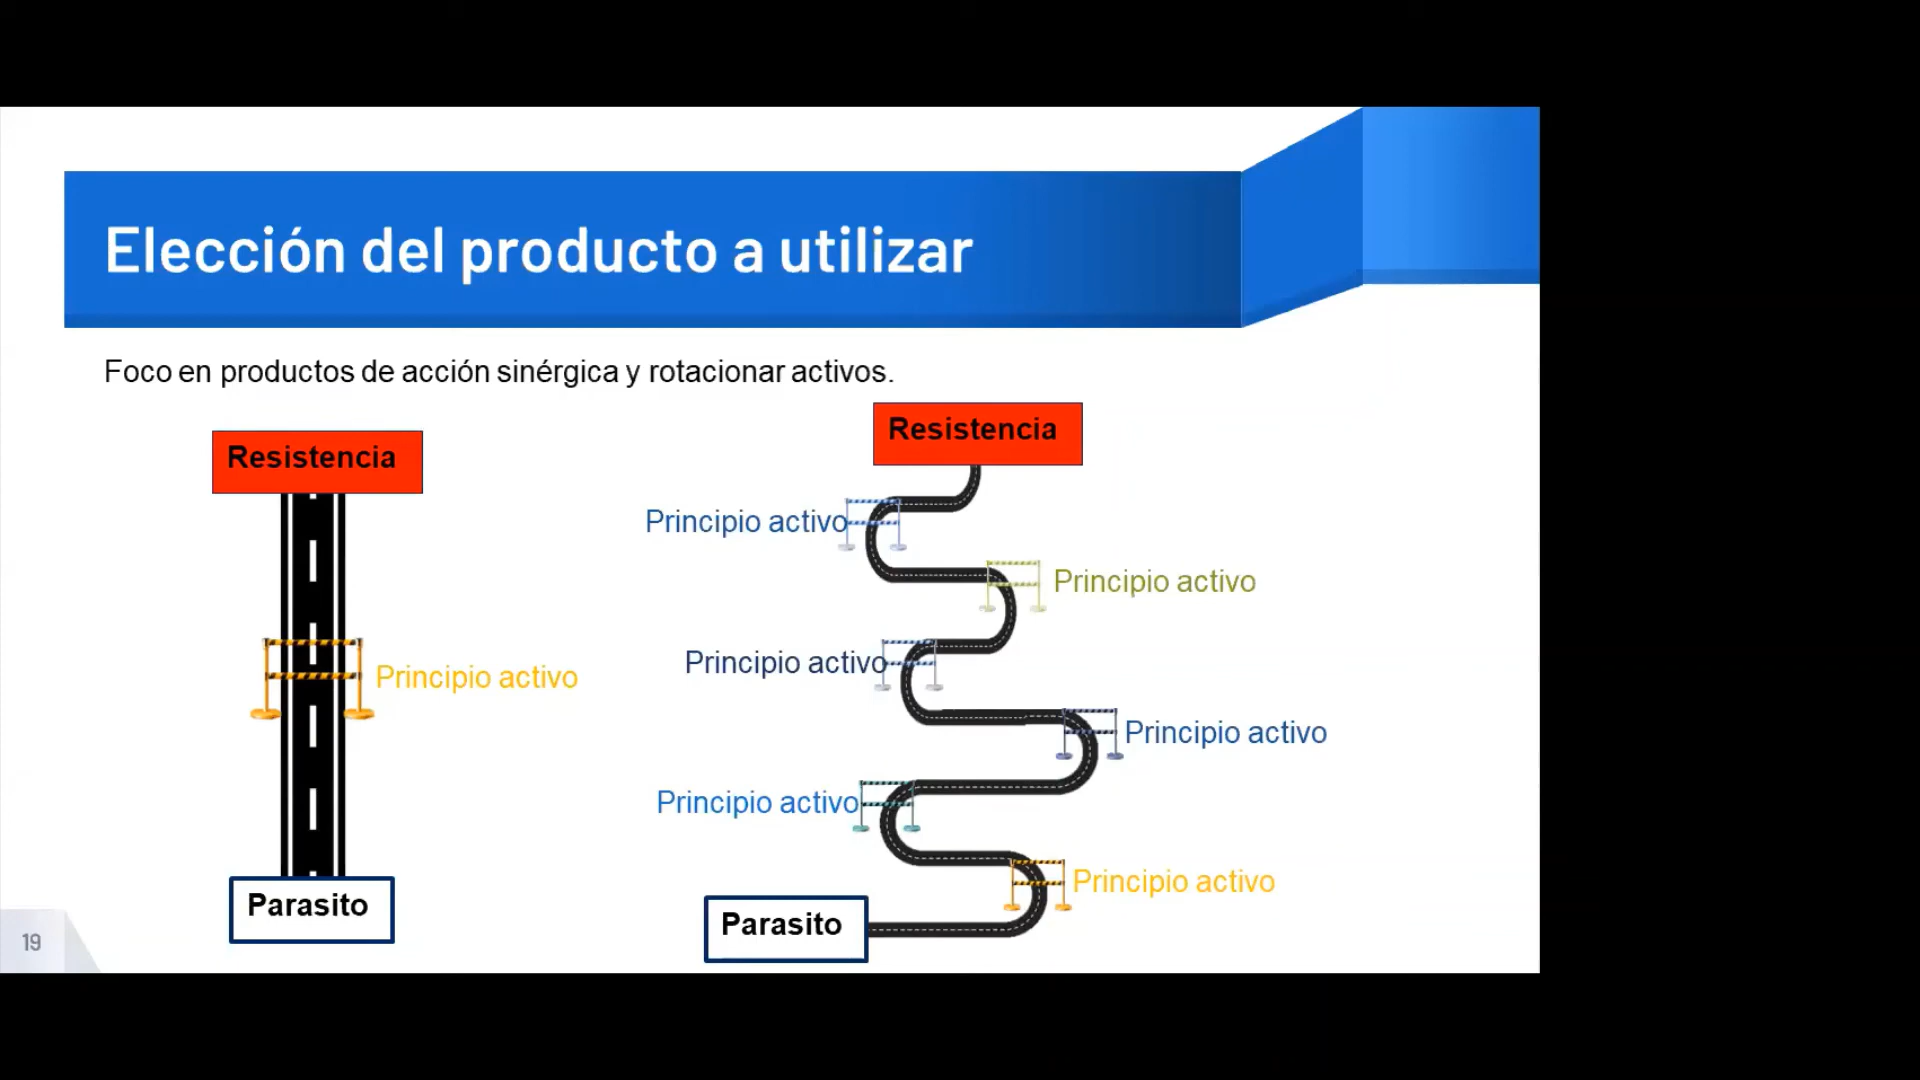 Elección del producto a utilizar
Foco en productos de acción sinérgica y rotacionar activos.
Resistencia
Principio activo
Parasito
Resistencia
Principio activo
Principio activo
Principio activo
Principio activo
Principio activo
Principio activo
Parasito
19